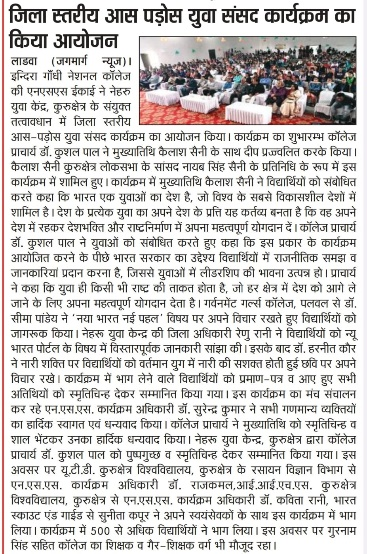 जिला स्तरीय आस पड़ोस युवा संसद कार्यक्रम का
किया आयोजन
लाडवा (जगमार्ग न्यूज)।
इन्दिरा गाँधी नेशनल कॉलेज
की एनएसएस ईकाई ने नेहरु
युवा केंद्र, कुरुक्षेत्र के संयुक्त
तत्वावधान में जिला स्तरीय
आस-पड़ोस युवा संसद कार्यक्रम का आयोजन किया। कार्यक्रम का शुभारम्भ कॉलेज
प्राचार्य डॉ. कुशल पाल ने मुख्यातिथि कैलाश सैनी के साथ दीप प्रज्ज्वलित करके किया।
कैलाश सैनी कुरुक्षेत्र लोकसभा के सांसद नायब सिंह सैनी के प्रतिनिधि के रूप में इस
कार्यक्रम में शामिल हुए। कार्यक्रम में मुख्यातिथि कैलाश सैनी ने विद्यार्थियों को संबोधित
करते कहा कि भारत एक युवाओं का देश है, जो विश्व के सबसे विकासशील देशों में
शामिल है। देश के प्रत्येक युवा का अपने देश के प्रत्ति यह कर्तव्य बनता है कि वह अपने
देश में रहकर देशभक्ति और राष्टनिर्माण में अपना महत्वपूर्ण योगदान दें। कॉलेज प्राचार्य
डॉ. कुशल पाल ने युवाओं को संबोधित करते हुए कहा कि इस प्रकार के कार्यक्रम
आयोजित करने के पीछे भारत सरकार का उद्देश्य विद्यार्थियों में राजनीतिक समझ व
जानकारियां प्रदान करना है, जिससे युवाओं में लीडरशिप की भावना उत्पन्न हो। प्राचार्य
ने कहा कि युवा ही किसी भी राष्ट की ताकत होता है, जो हर क्षेत्र में देश को आगे ले
जाने के लिए अपना महत्वपूर्ण योगदान देता है। गर्वनमेंट गर्ल्स कॉलेज, पलवल से डॉ.
सीमा पांडेय ने 'नया भारत नई पहल' विषय पर अपने विचार रखते हुए विद्यार्थियों को
जागरूक किया। नेहरू युवा केन्द्र की जिला अधिकारी रेणु रानी ने विद्यार्थियों को न्यू
भारत पोर्टल के विषय में विस्तारपूर्वक जानकारी सांझा की। इसके बाद डॉ. हरनीत कौर
ने नारी शक्ति पर विद्यार्थियों को वर्तमान युग में नारी की सशक्त होती हुई छवि पर अपने
विचार रखे। कार्यक्रम में भाग लेने वाले विद्यार्थियों को प्रमाण-पत्र व आए हुए सभी
अतिथियों को स्मृतिचिन्ह देकर सम्मानित किया गया। इस कार्यक्रम का मंच संचालन
कर रहे एन.एस.एस. कार्यक्रम अधिकारी डॉ. सुरेन्द्र कुमार ने सभी गणमान्य व्यक्तियों
का हार्दिक स्वागत एवं धन्यवाद किया। कॉलेज प्राचार्य ने मुख्यातिथी को स्मृतिचिन्ह व
शाल भेंटकर उनका हार्दिक धन्यवाद किया। नेहरू युवा केन्द्र, कुरुक्षेत्र द्वारा कॉलेज
प्राचार्य डॉ. कुशल पाल को पुष्पगुच्छ व स्मृतिचिन्ह देकर सम्मानित किया गया। इस
अवसर पर यू.टी.डी. कुरुक्षेत्र विश्वविद्यालय, कुरुक्षेत्र के रसायन विज्ञान विभाग से
एन.एस.एस. कार्यक्रम अधिकारी डॉ. राजकमल,आई.आई.एच.एस. कुरुक्षेत्र
विश्वविद्यालय, कुरुक्षेत्र से एन.एस.एस. कार्यक्रम अधिकारी डॉ. कविता रानी, भारत
स्काउट एंड गाईड से सुनीता कपूर ने अपने स्वयंसेवकों के साथ इस कार्यक्रम में भाग
लिया। कार्यक्रम में 500 से अधिक विद्यार्थियों ने भाग लिया। इस अवसर पर गुरनाम
सिंह सहित कॉलेज का शिक्षक व गैर-शिक्षक वर्ग भी मौजूद रहा।